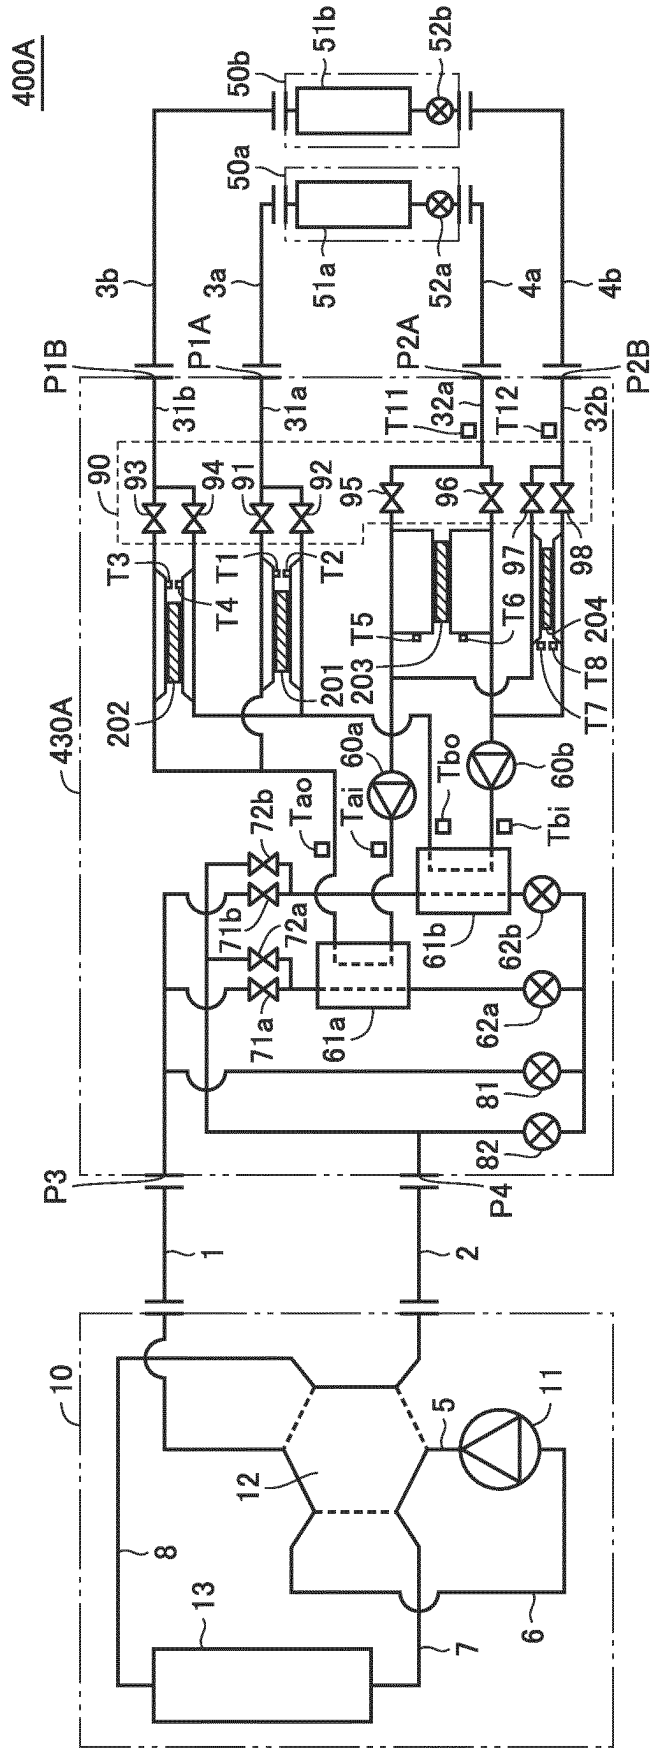 400A
10
13
8
12
7
5
6
11
1
2
P3
P4
430A
82
81
62a
62b
61a
61b
71a
72a
71b
72b
Tao
Tai
Tbo
Tbi
60a
60b
202
201
203
204
T3
T4
T1
T2
T5
T6
T7
T8
90
93
94
91
92
95
96
97
98
T11
T12
31b
31a
32a
32b
P1B
P1A
P2A
P2B
3b
3a
4a
4b
50a
51a
52a
50b
51b
52b